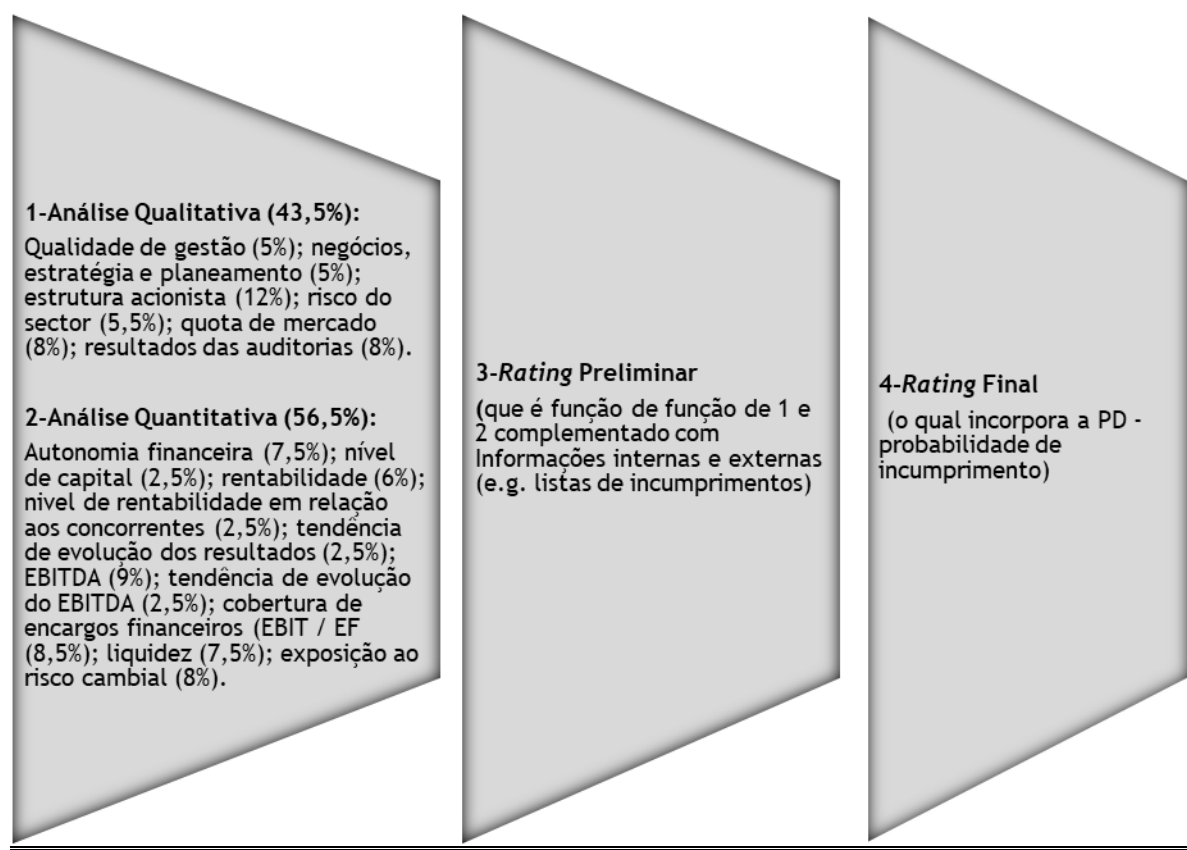 1-Análise Qualitativa (43,5%):
Qualidade de gestão (5%); negócios,
estratégia e planeamento (5%);
estrutura acionista (12%); risco do
sector (5,5%); quota de mercado
(8%); resultados das auditorias (8%).
2-Análise Quantitativa (56,5%):
Autonomia financeira (7,5%); nível
de capital (2,5%); rentabilidade (6%);
nivel de rentabilidade em relação
aos concorrentes (2,5%); tendência
de evolução dos resultados (2,5%);
EBITDA (9%); tendência de evolução
do EBITDA (2,5%); cobertura de
encargos financeiros (EBIT / EF
(8,5%); liquidez (7,5%); exposição ao
risco cambial (8%).
3-Rating Preliminar
(que é função de função de 1 e
2 complementado com
Informações internas e externas
(e.g. listas de incumprimentos)
4-Rating Final
(o qual incorpora a PD -
probabilidade de
incumprimento)